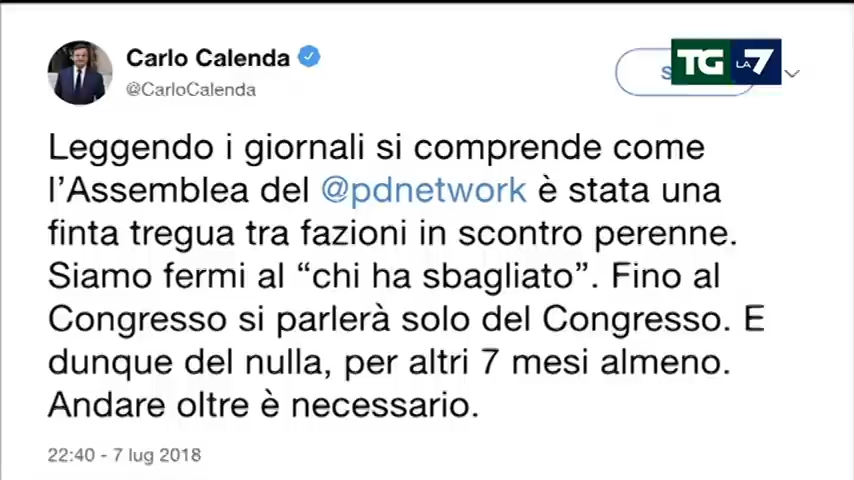 Carlo Calenda
@CarloCalenda
TG LA 7
Leggendo i giornali si comprende come
l'Assemblea del @pdnetwork è stata una
finta tregua tra fazioni in scontro perenne.
Siamo fermi al “chi ha sbagliato”. Fino al
Congresso si parlerà solo del Congresso. E
dunque del nulla, per altri 7 mesi almeno.
Andare oltre è necessario.
22:40 - 7 lug 2018